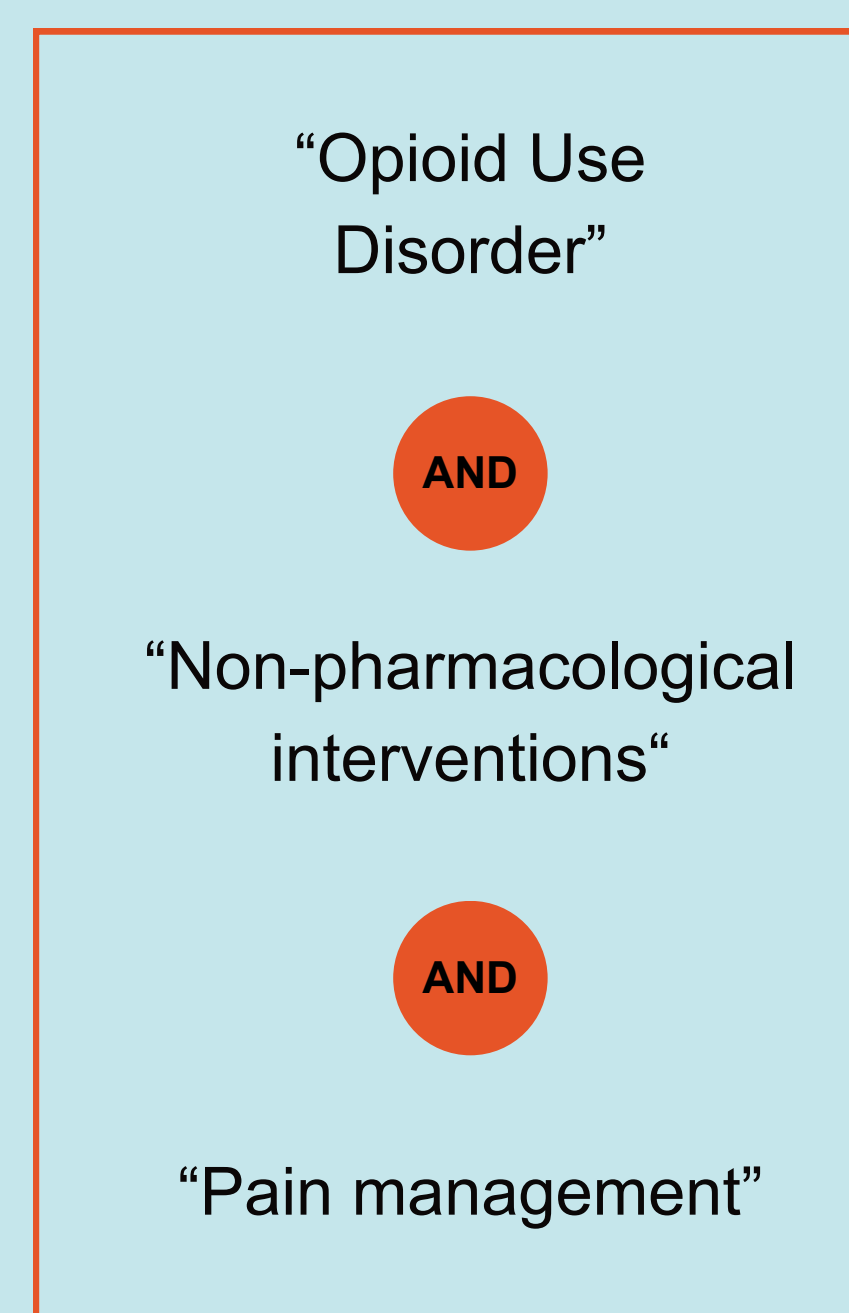 “Opioid Use
Disorder”
AND
“Non-pharmacological
interventions“
AND
“Pain management”